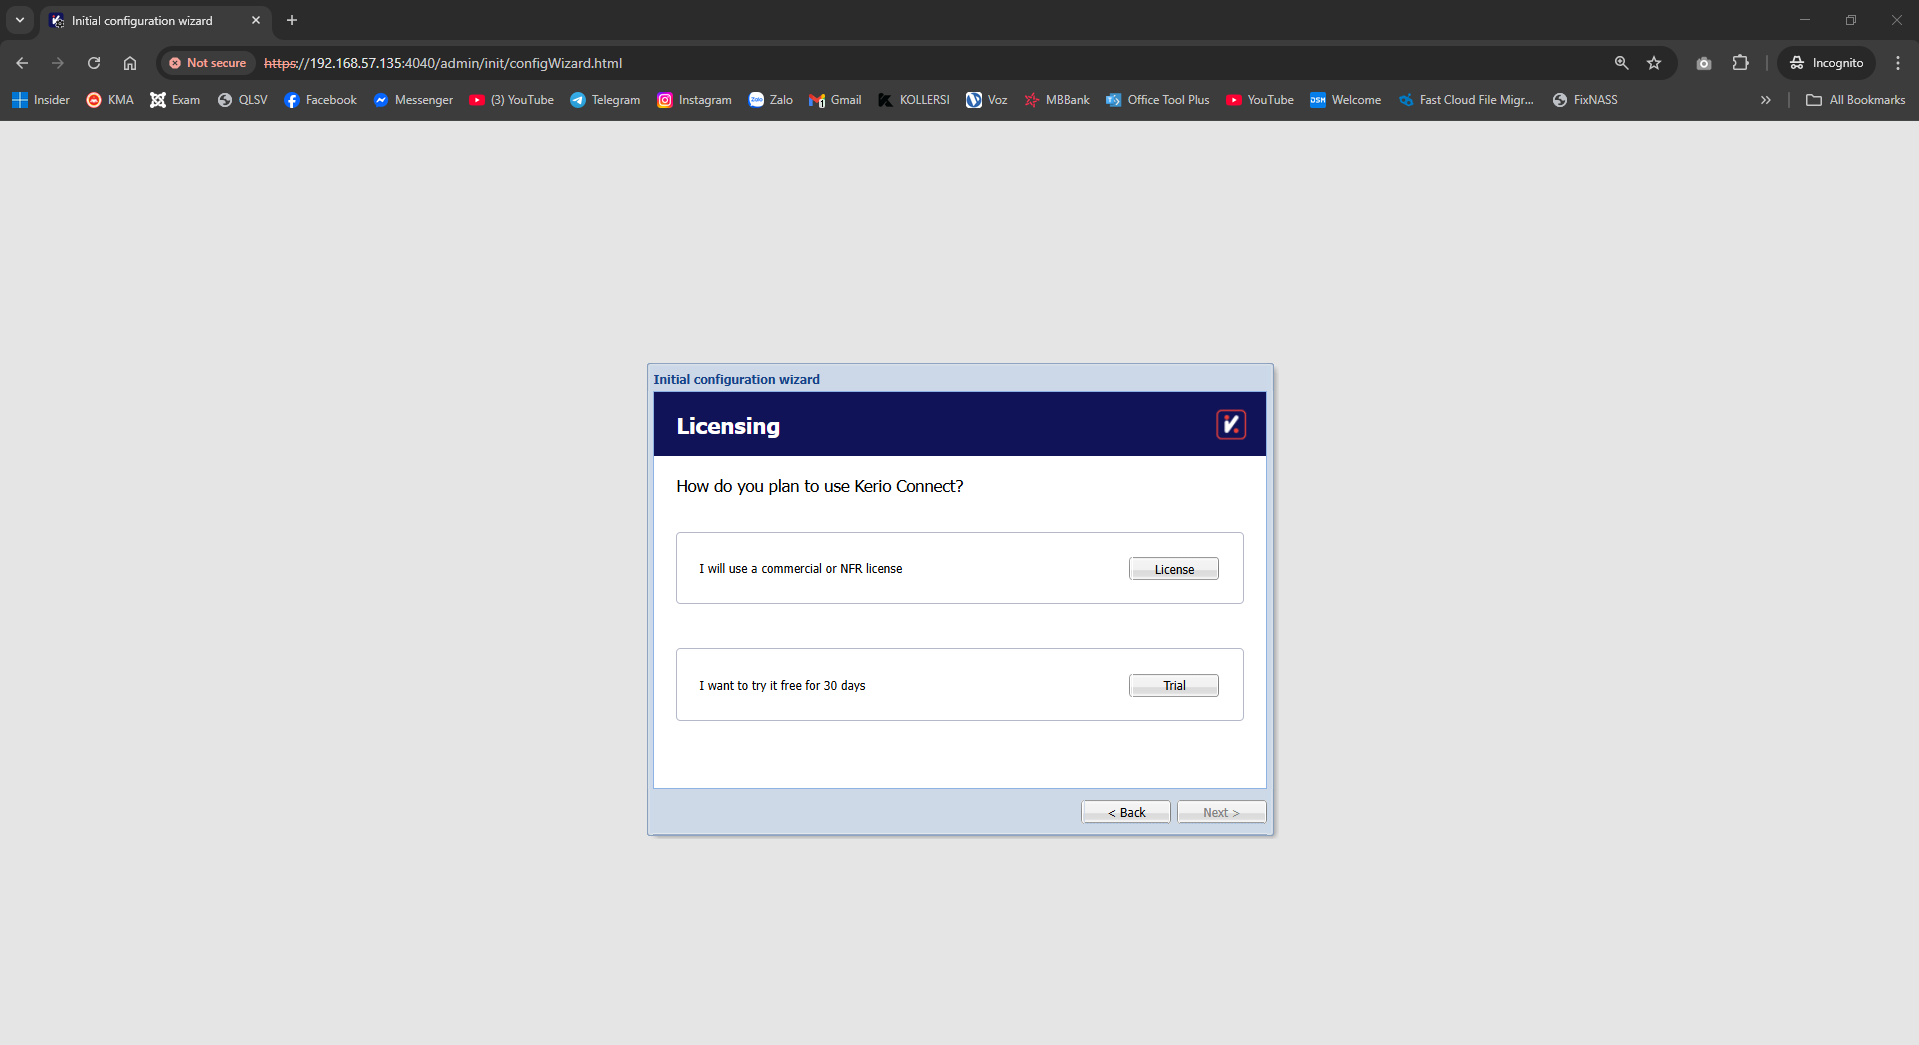 Initial configuration wizard
Not secure https://192.168.57.135:4040/admin/init/configWizard.html Incognito
Insider KMA Exam QLSV Facebook Messenger (3) YouTube Telegram Instagram Zalo Gmail KOLLERSI Voz MBBank Office Tool Plus YouTube Welcome Fast Cloud File Migr... FixNASS All Bookmarks
Initial configuration wizard
Licensing
How do you plan to use Kerio Connect?
I will use a commercial or NFR license License
I want to try it free for 30 days Trial
< Back Next >